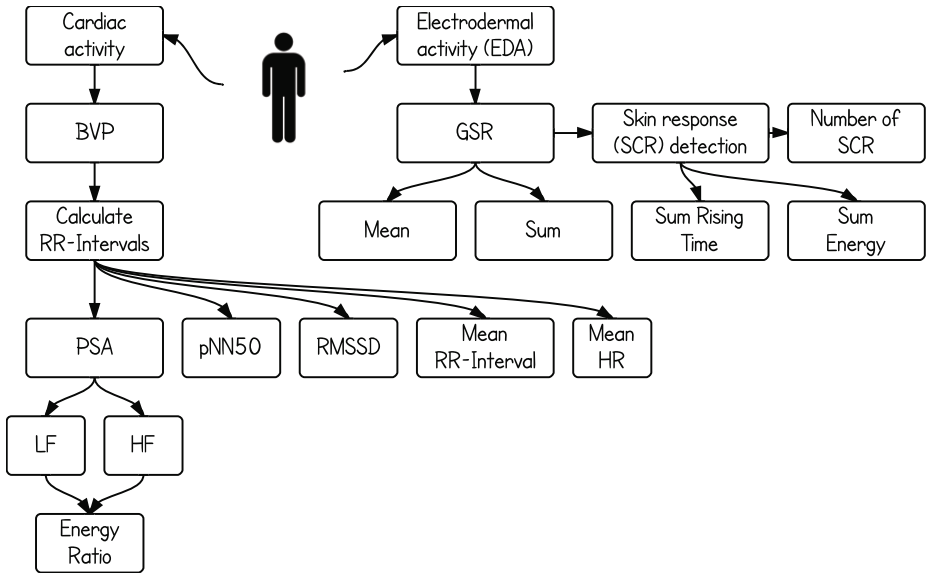 Cardiac
activity
Electrodermal
activity (EDA)
BVP
GSR
Skin response
(SCR) detection
Number of
SCR
Calculate
RR-Intervals
Mean
Sum
Sum Rising
Time
Sum
Energy
PSA
pNN50
RMSSD
Mean
RR-Interval
Mean
HR
LF
HF
Energy
Ratio